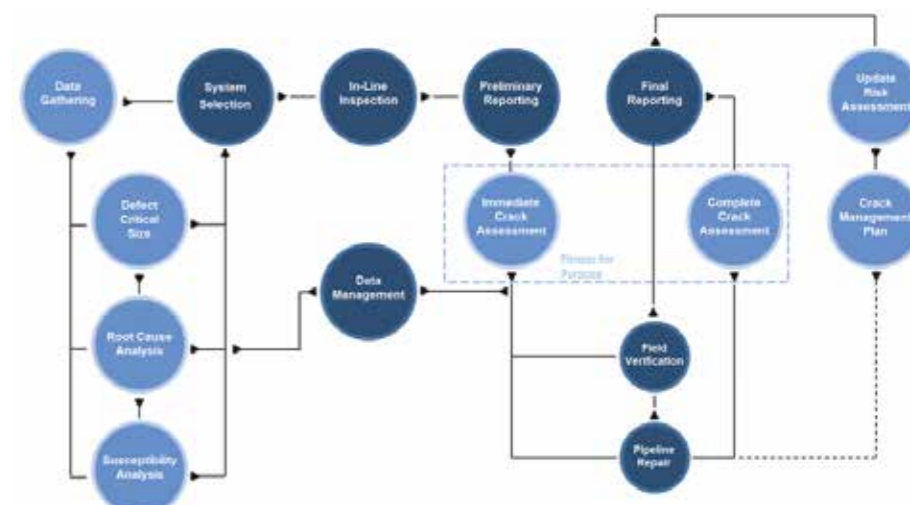 Data
Gathering
System
Selection
In-Line
Inspection
Preliminary
Reporting
Final
Reporting
Update
Risk
Assessment
Defect
Critical
Size
Immediate
Crack
Assessment
Complete
Crack
Assessment
Crack
Management
Plan
Fitness for
Purpose
Data
Management
Root Cause
Analysis
Field
Verification
Susceptibility
Analysis
Pipeline
Repair